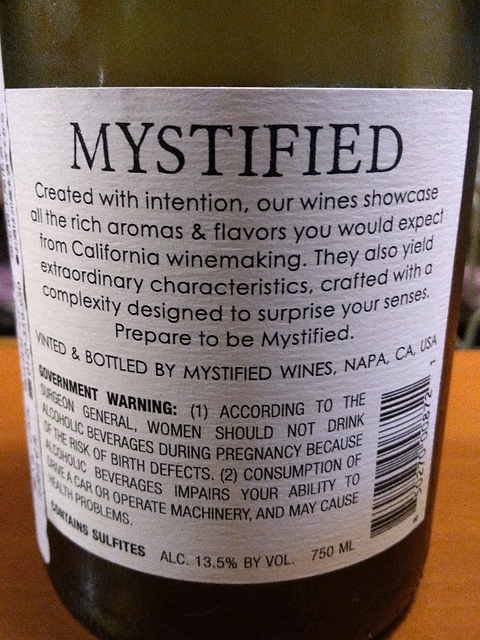 MYSTIFIED
Created with intention, our wines showcase
all the rich aromas & flavors you would expect
from California winemaking. They also yield
extraordinary characteristics, crafted with a
complexity designed to surprise your senses.
Prepare to be Mystified.
VINTED & BOTTLED BY MYSTIFIED WINES, NAPA, CA, USA
GOVERNMENT WARNING: (1) ACCORDING TO THE
SURGEON GENERAL, WOMEN SHOULD NOT DRINK
ALCOHOLIC BEVERAGES DURING PREGNANCY BECAUSE
OF THE RISK OF BIRTH DEFECTS. (2) CONSUMPTION OF
ALCOHOLIC BEVERAGES IMPAIRS YOUR ABILITY TO
DRIVE A CAR OR OPERATE MACHINERY, AND MAY CAUSE
HEALTH PROBLEMS.
CONTAINS SULFITES ALC. 13.5% BY VOL. 750 ML